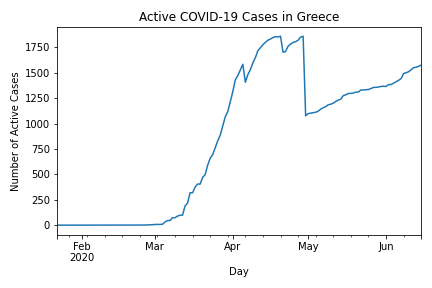 Active COVID-19 Cases in Greece
Number of Active Cases
1750
1500
1250
1000
750
500
250
0
Feb
2020
Mar
Apr
May
Jun
Day